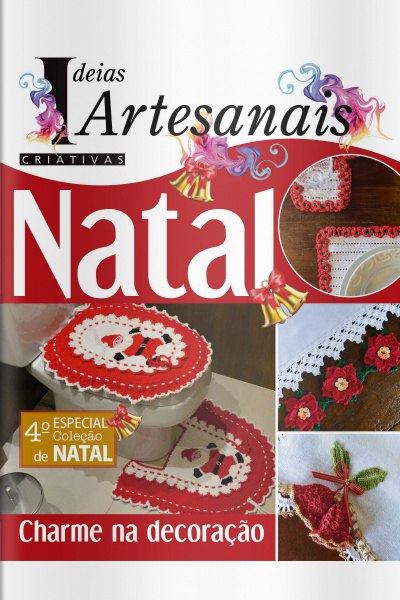 Ideias
Artesanais
CRIATIVAS
Natal
4º ESPECIAL
Coleção
de NATAL
Charme na decoração